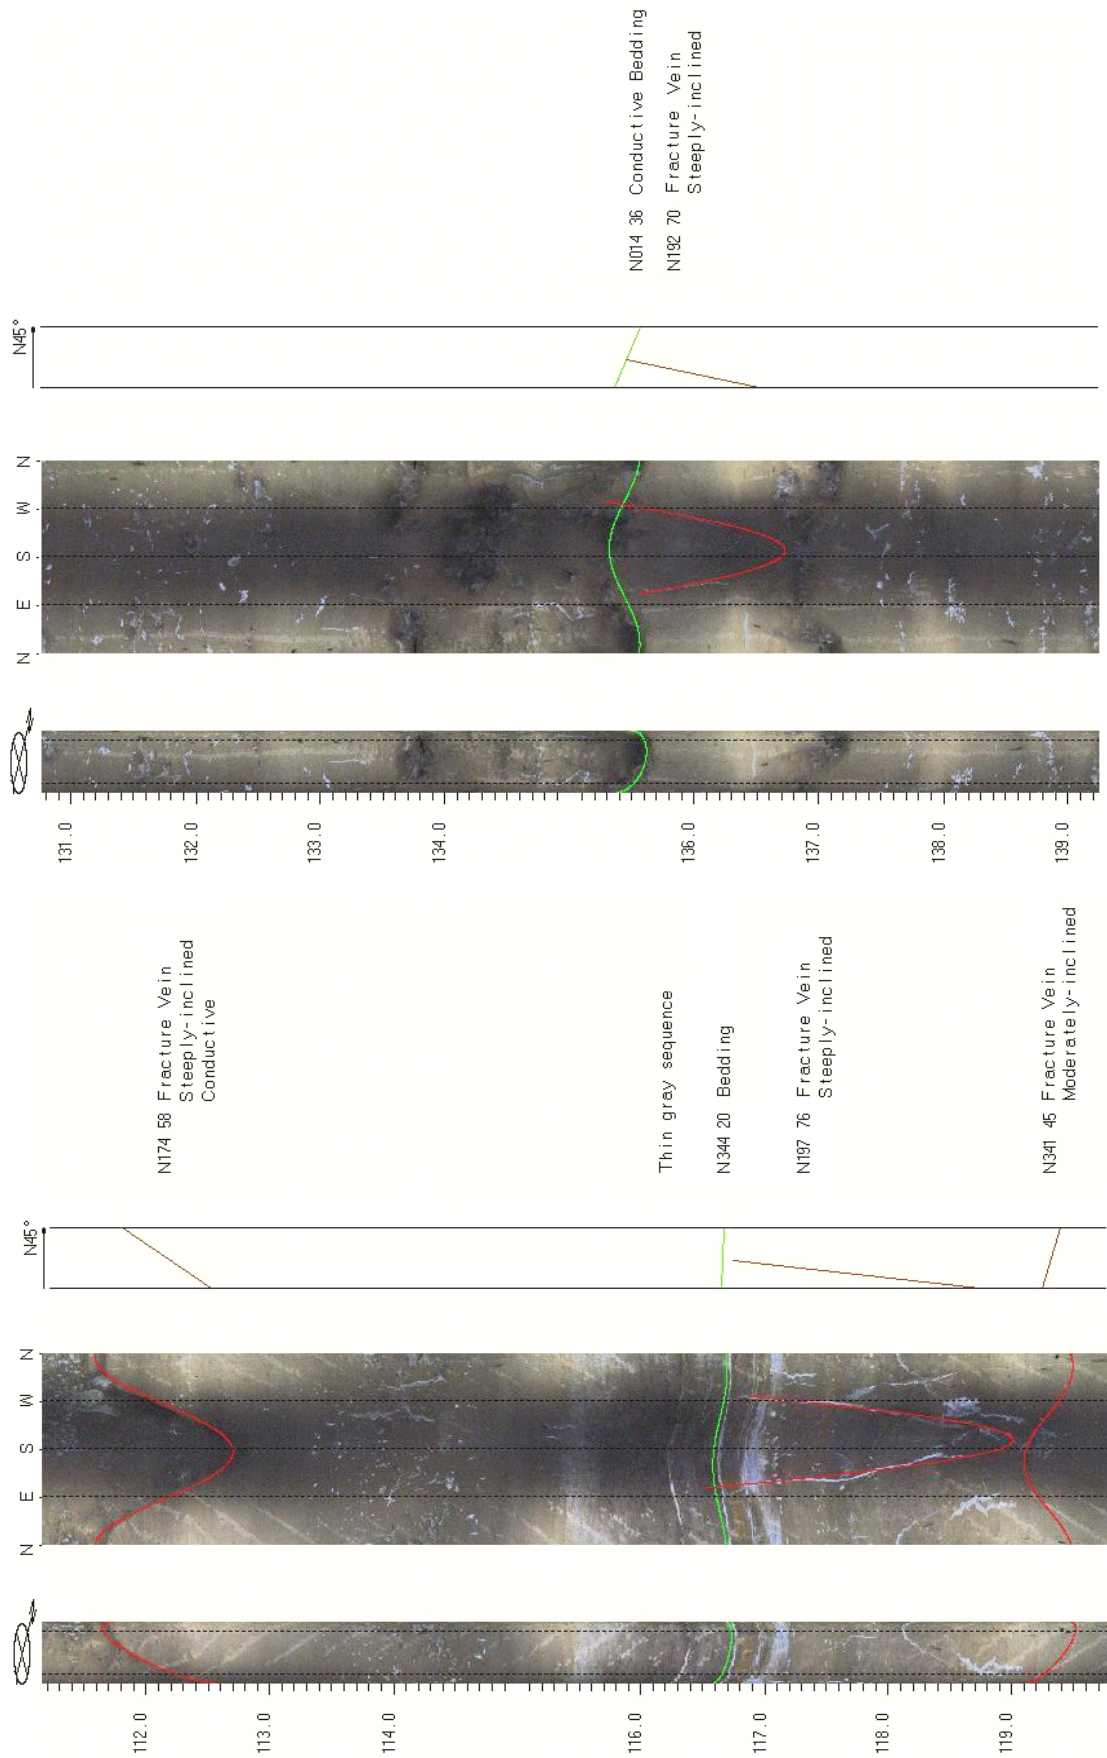 N45°
N
E
S
W
N
131.0
132.0
133.0
134.0
136.0
137.0
138.0
139.0
N014 36 Conductive Bedding
N192 70 Fracture Vein
Steeply-inclined
N45°
N
E
S
W
N
112.0
113.0
114.0
116.0
117.0
118.0
119.0
N174 58 Fracture Vein
Steeply-inclined
Conductive
Thin gray sequence
N344 20 Bedding
N197 76 Fracture Vein
Steeply-inclined
N341 45 Fracture Vein
Moderately-inclined